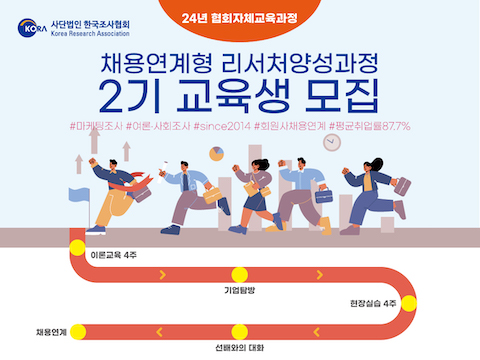 KORA
사단법인 한국조사협회
Korea Research Association
24년 협회자체교육과정
채용연계형 리서처양성과정
2기 교육생 모집
#마케팅조사 #여론·사회조사 #since2014 #회원사채용연계 #평균취업률87.7%
이론교육 4주
기업탐방
현장실습 4주
채용연계
선배와의 대화